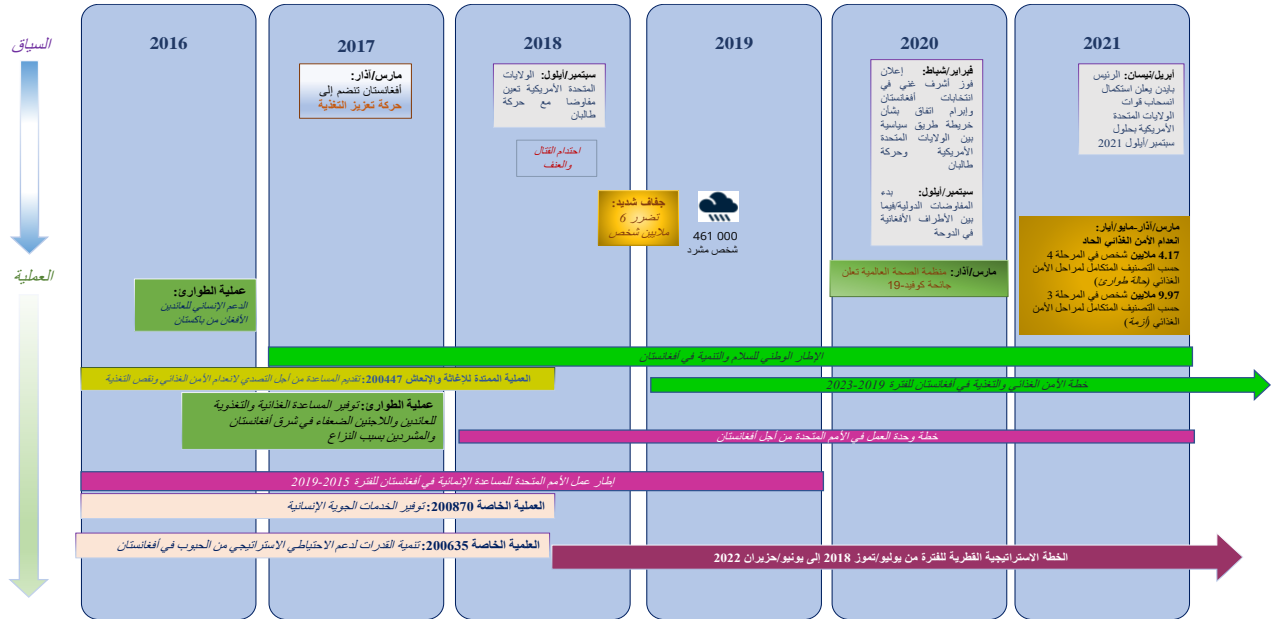 السياق
2016
2017
2018
2019
2020
2021
مارس/آذار:
أفغانستان تنضم إلى
حركة تعزيز التغذية
سبتمبر/أيلول: الولايات
المتحدة الأمريكية تعين
مفاوضا مع حركة
طالبان
احتدام القتال
والعنف
جفاف شديد:
تضرر 6
ملايين شخص
461 000
شخص مشرد
فبراير/شباط: إعلان
فوز أشرف غني في
انتخابات أفغانستان
وإبرام اتفاق بشأن
خريطة طريق سياسية
بين الولايات المتحدة
الأمريكية وحركة
طالبان
سبتمبر/أيلول: بدء
المفاوضات الدولية/فيما
بين الأطراف الأفغانية
في الدوحة
أبريل/نيسان: الرئيس
بايدن يعلن استكمال
انسحاب قوات
الولايات المتحدة
الأمريكية بحلول
سبتمبر/أيلول 2021
مارس/آذار-مايو/أيار:
انعدام الأمن الغذائي الحاد
4.17 ملايين شخص في المرحلة 4
حسب التصنيف المتكامل لمراحل الأمن
الغذائي (حالة طوارئ)
9.97 ملايين شخص في المرحلة 3
حسب التصنيف المتكامل لمراحل الأمن
الغذائي (أزمة)
مارس/آذار: منظمة الصحة العالمية تعلن
جائحة كوفيد-19
العملية
عملية الطوارئ:
الدعم الإنساني للعائدين
الأفغان من باكستان
الإطار الوطني للسلام والتنمية في أفغانستان
العملية الممتدة للإغاثة والإنعاش 200447: تقديم المساعدة من أجل التصدي لانعدام الأمن الغذائي ونقص التغذية
خطة الأمن الغذائي والتغذية في أفغانستان للفترة 2019-2023
عملية الطوارئ: توفير المساعدة الغذائية والتغذوية
للعائدين واللاجئين الضعفاء في شرق أفغانستان
والمشردين بسبب النزاع
خطة وحدة العمل في الأمم المتحدة من أجل أفغانستان
إطار عمل الأمم المتحدة للمساعدة الإنمائية في أفغانستان للفترة 2015-2019
العملية الخاصة 200870: توفير الخدمات الجوية الإنسانية
العلمية الخاصة 200635: تنمية القدرات لدعم الاحتياطي الاستراتيجي من الحبوب في أفغانستان
الخطة الاستراتيجية القطرية للفترة من يوليو/تموز 2018 إلى يونيو/حزيران 2022